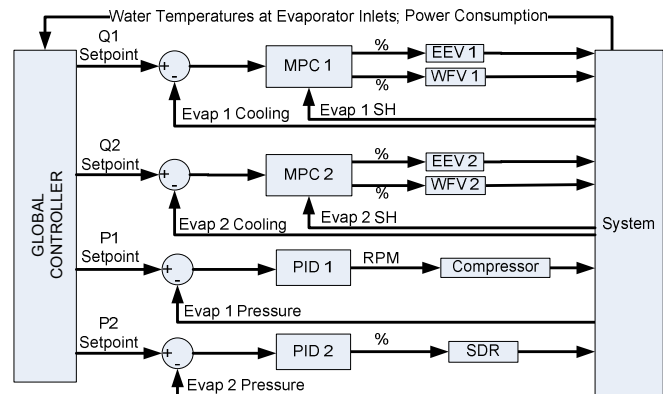 Water Temperatures at Evaporator Inlets; Power Consumption
Q1
Setpoint
+
-
MPC 1
%
%
EEV 1
WFV 1
Evap 1 SH
Evap 1 Cooling
Q2
Setpoint
+
-
MPC 2
%
%
EEV 2
WFV 2
Evap 2 SH
Evap 2 Cooling
GLOBAL
CONTROLLER
System
P1
Setpoint
+
-
PID 1
RPM
Compressor
Evap 1 Pressure
P2
Setpoint
+
-
PID 2
%
SDR
Evap 2 Pressure